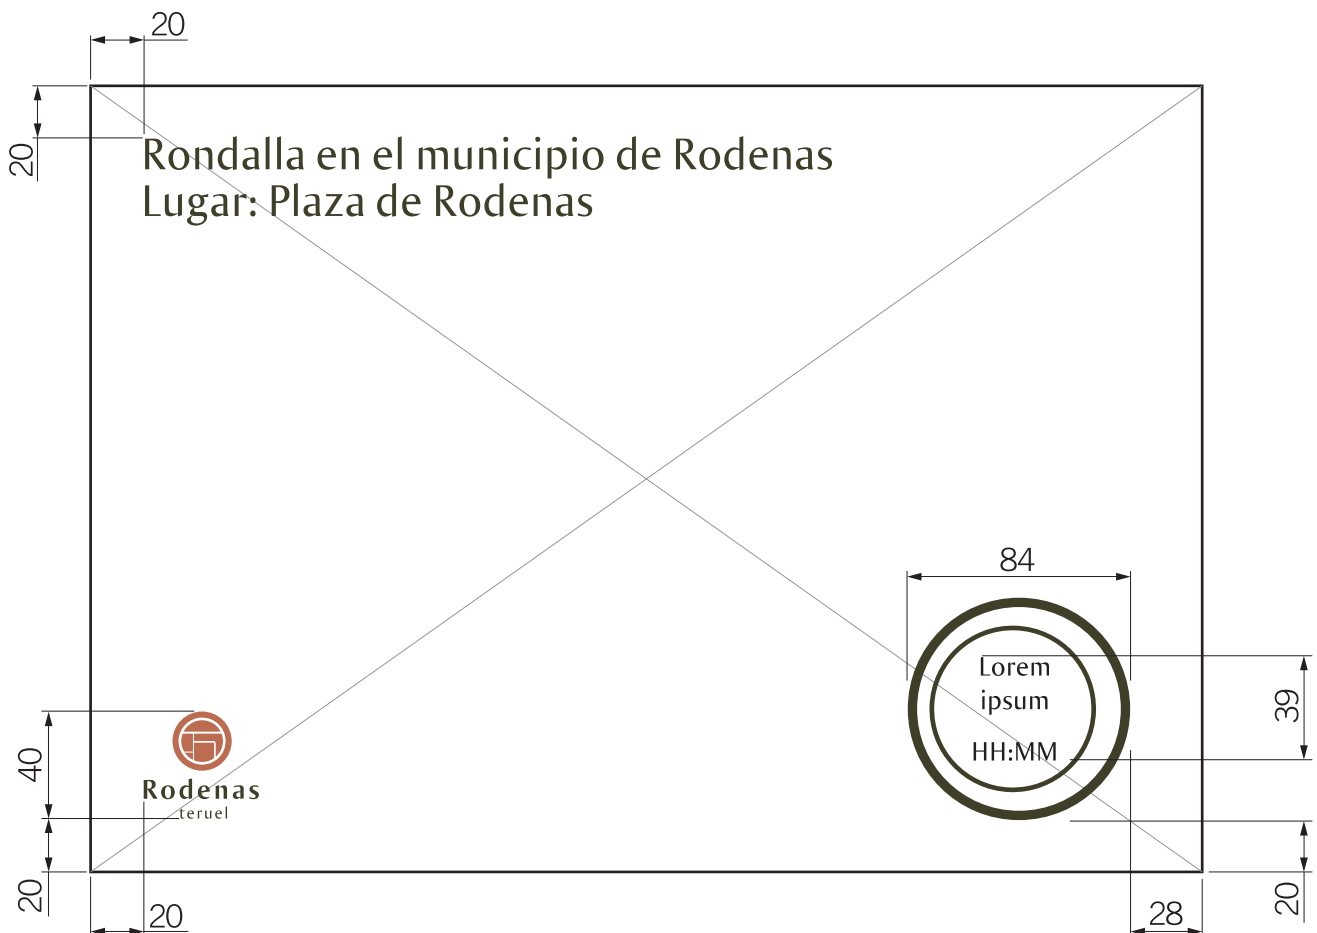 20
20
Rondalla en el municipio de Rodenas
Lugar: Plaza de Rodenas
84
Lorem
ipsum
HH:MM
39
40
Rodenas
teruel
20
20
20
28